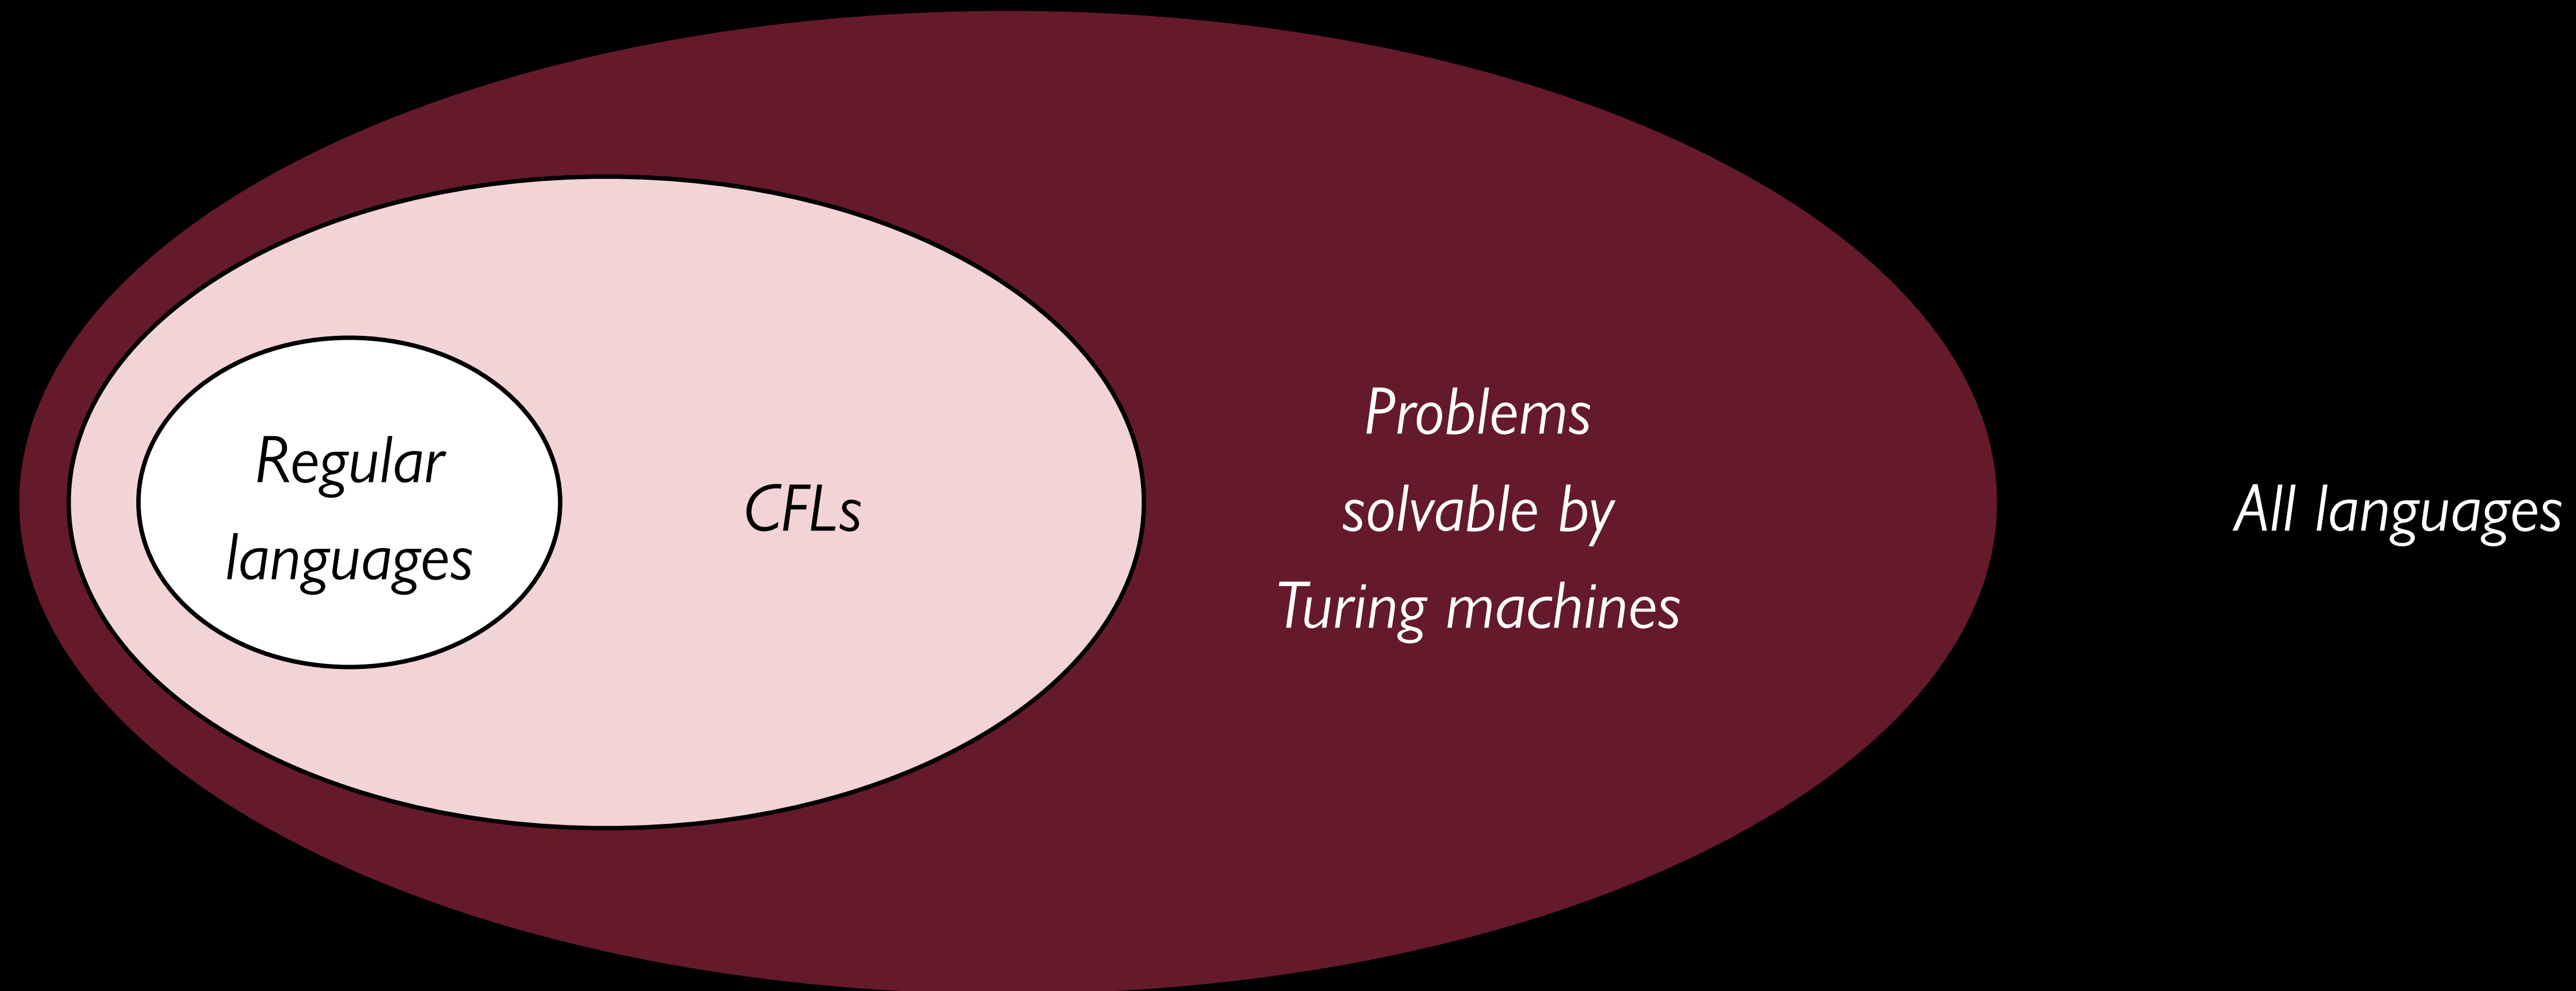 Regular
languages
CFLs
Problems
solvable by
Turing machines
All languages